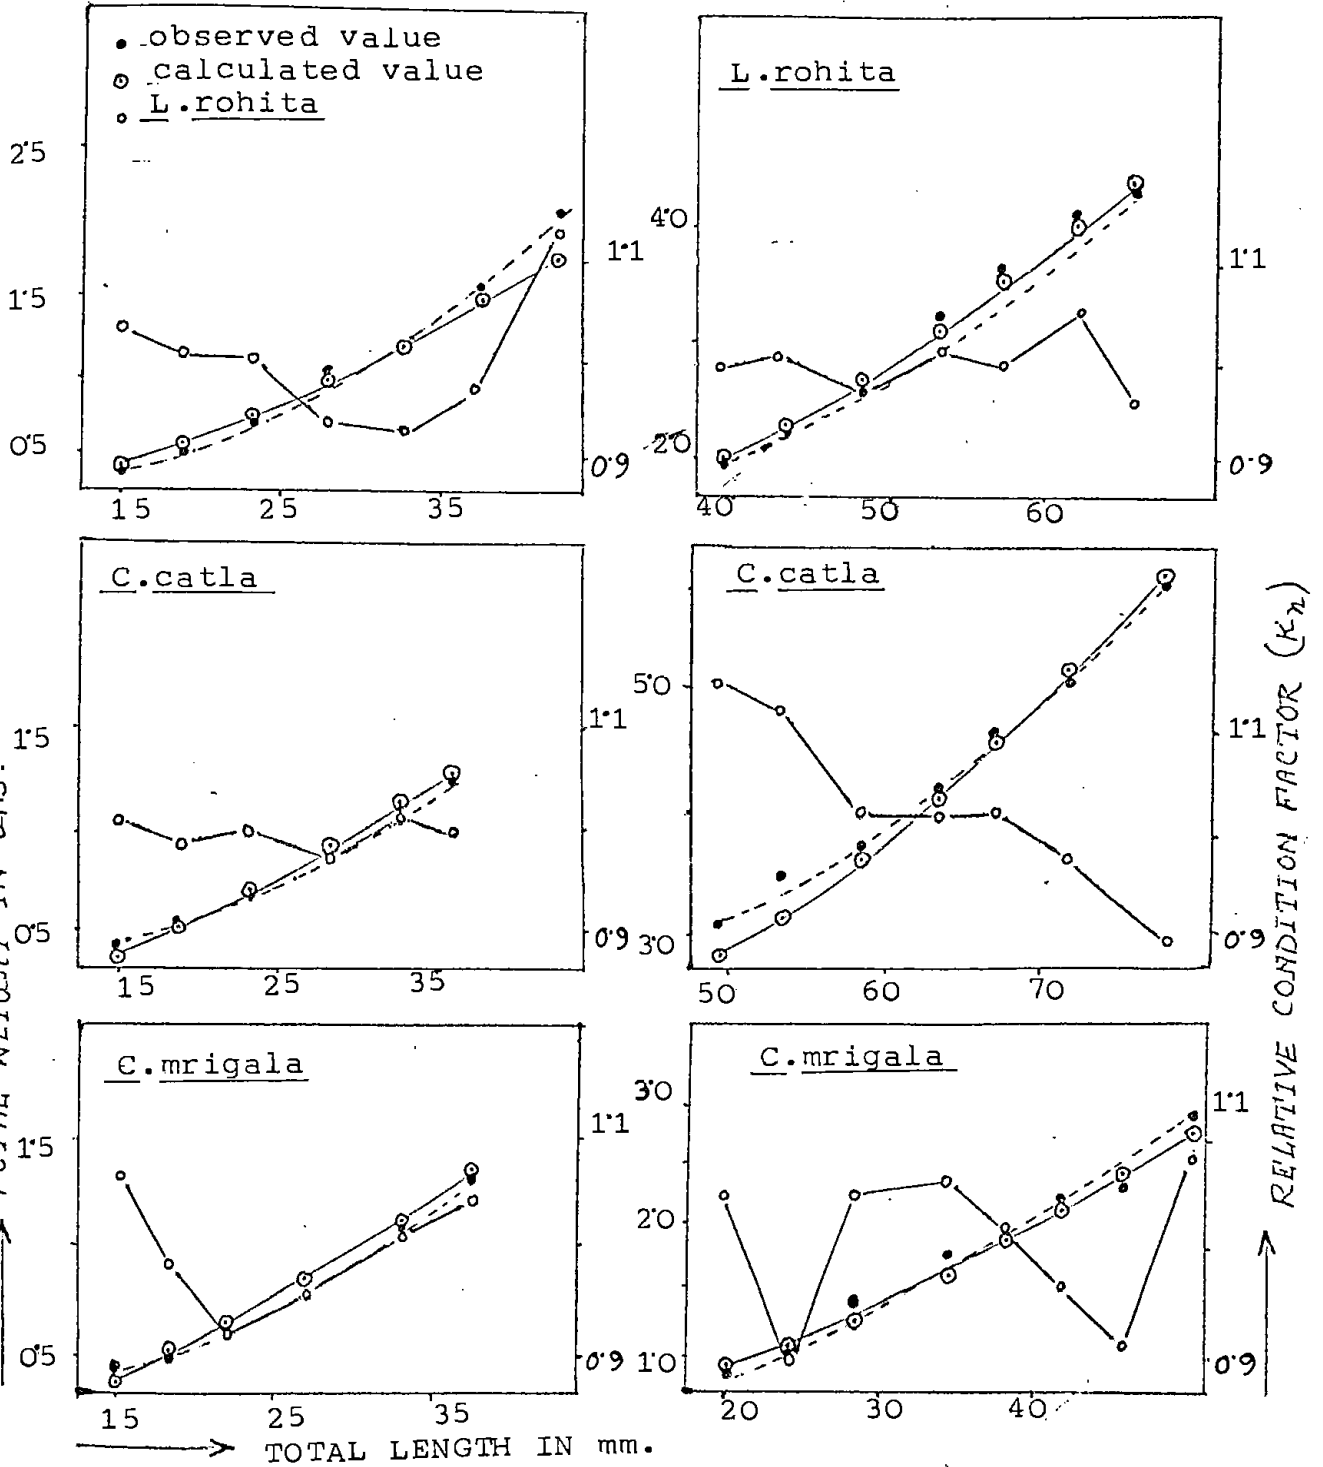 observed value
calculated value
L.rohita
2.5
1.5
0.5
1.1
0.9
15 25 35
L.rohita
4.0
2.0
1.1
0.9
40 50 60
C.catla
1.5
0.5
1.1
0.9
15 25 35
C.catla
5.0
3.0
1.1
0.9
50 60 70
C.mrigala
1.5
0.5
1.1
0.9
15 25 35
C.mrigala
3.0
2.0
1.0
1.1
0.9
20 30 40
TOTAL LENGTH IN mm.
RELATIVE CONDITION FACTOR (Kn)